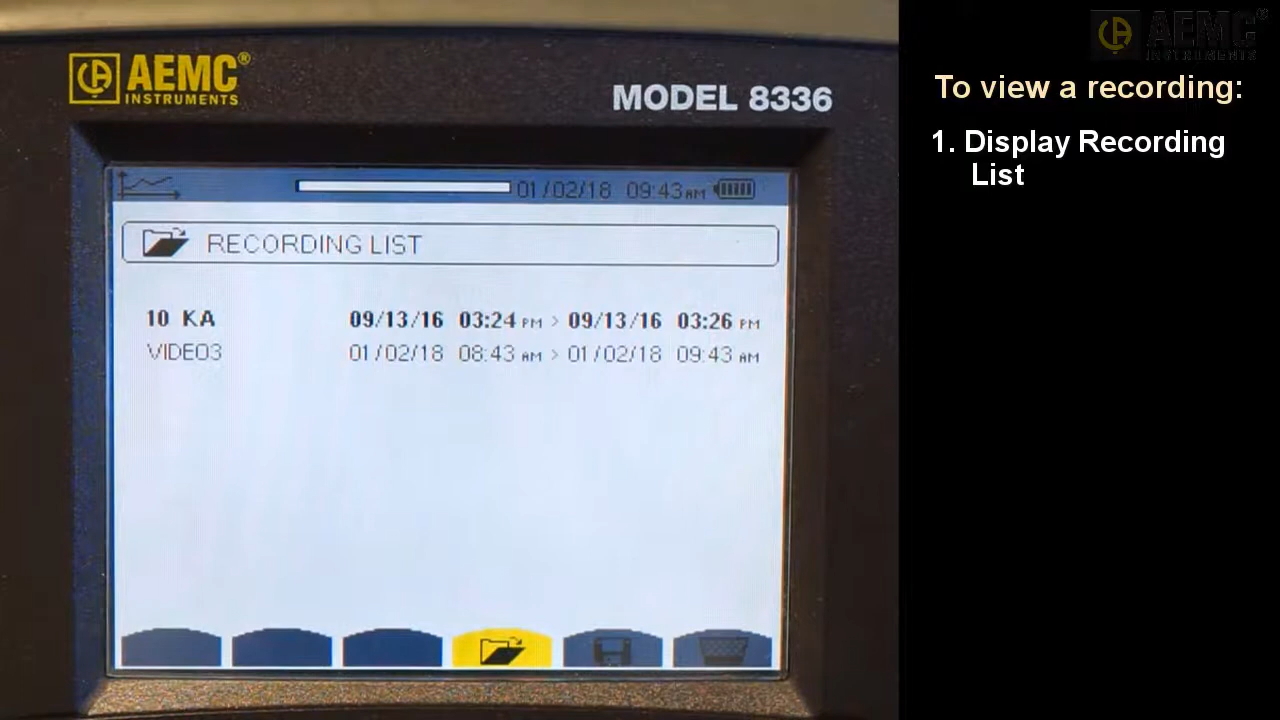 AEMC®
INSTRUMENTS
MODEL 8336
01/02/18 09:43 AM
RECORDING LIST
10 KA 09/13/16 03:24 PM > 09/13/16 03:26 PM
VIDEO3 01/02/18 08:43 AM > 01/02/18 09:43 AM
AEMC®
INSTRUMENTS
To view a recording:
1. Display Recording
List